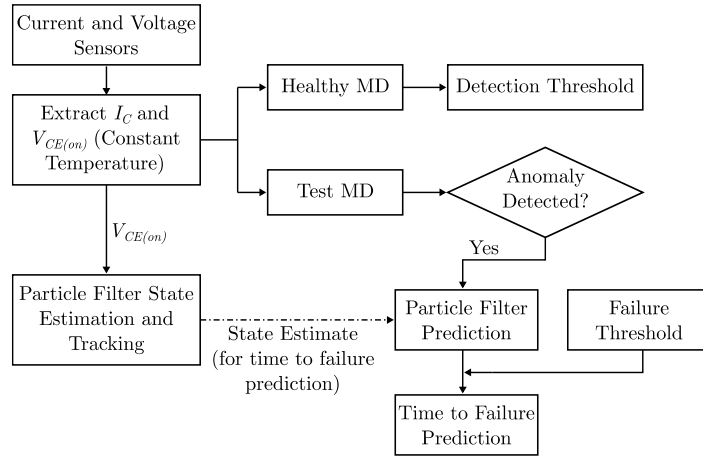 Current and Voltage
Sensors
Extract I_C and
V_CE(on) (Constant
Temperature)
Healthy MD
Detection Threshold
Test MD
Anomaly
Detected?
V_CE(on)
Yes
Particle Filter State
Estimation and
Tracking
State Estimate
(for time to failure
prediction)
Particle Filter
Prediction
Failure
Threshold
Time to Failure
Prediction